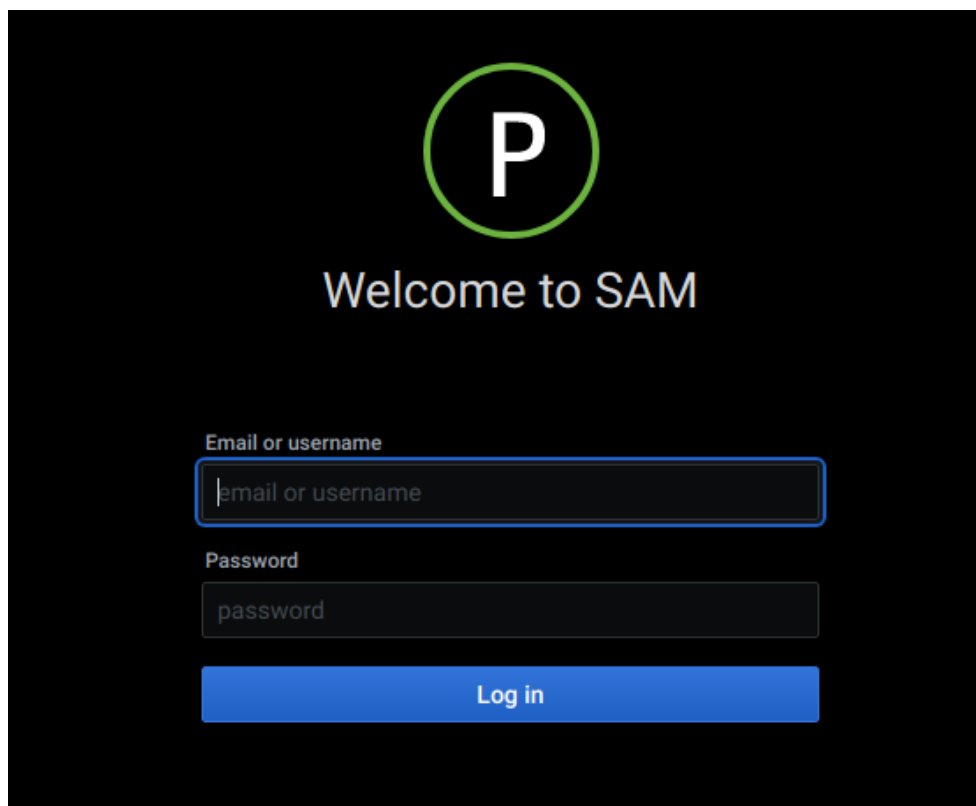 P
Welcome to SAM
Email or username
email or username
Password
password
Log in